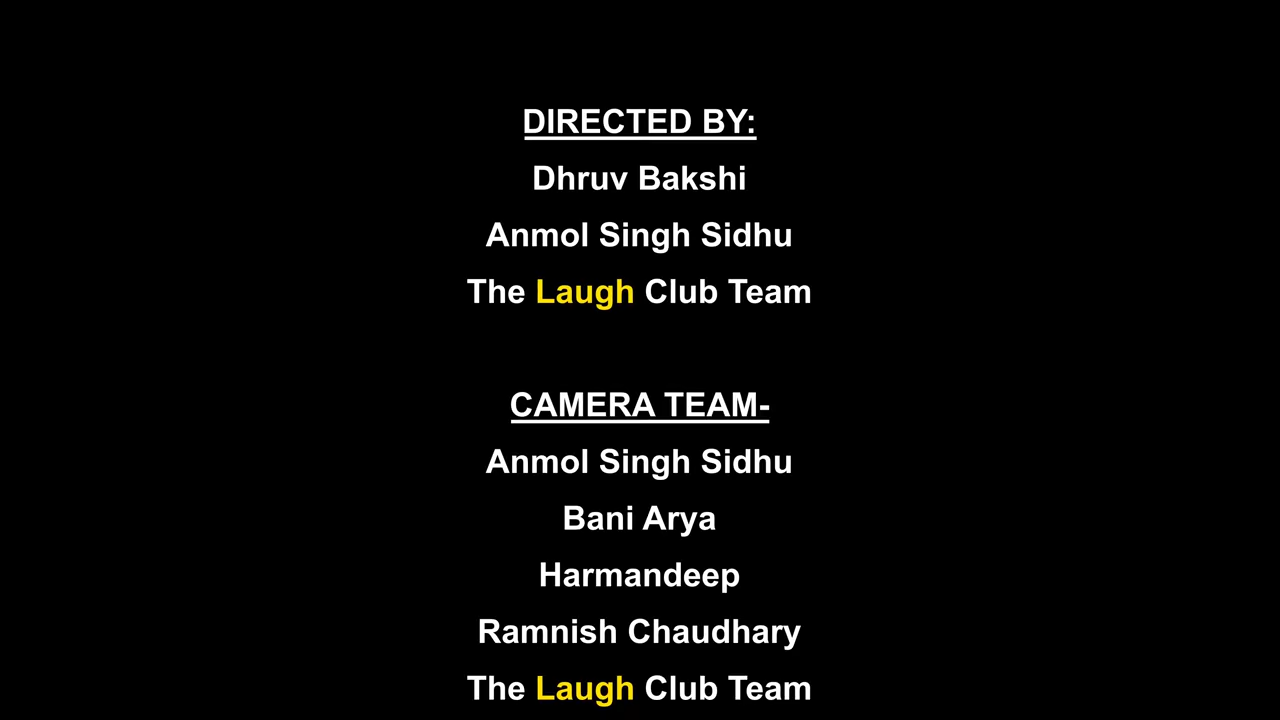 DIRECTED BY:
Dhruv Bakshi
Anmol Singh Sidhu
The Laugh Club Team
CAMERA TEAM-
Anmol Singh Sidhu
Bani Arya
Harmandeep
Ramnish Chaudhary
The Laugh Club Team